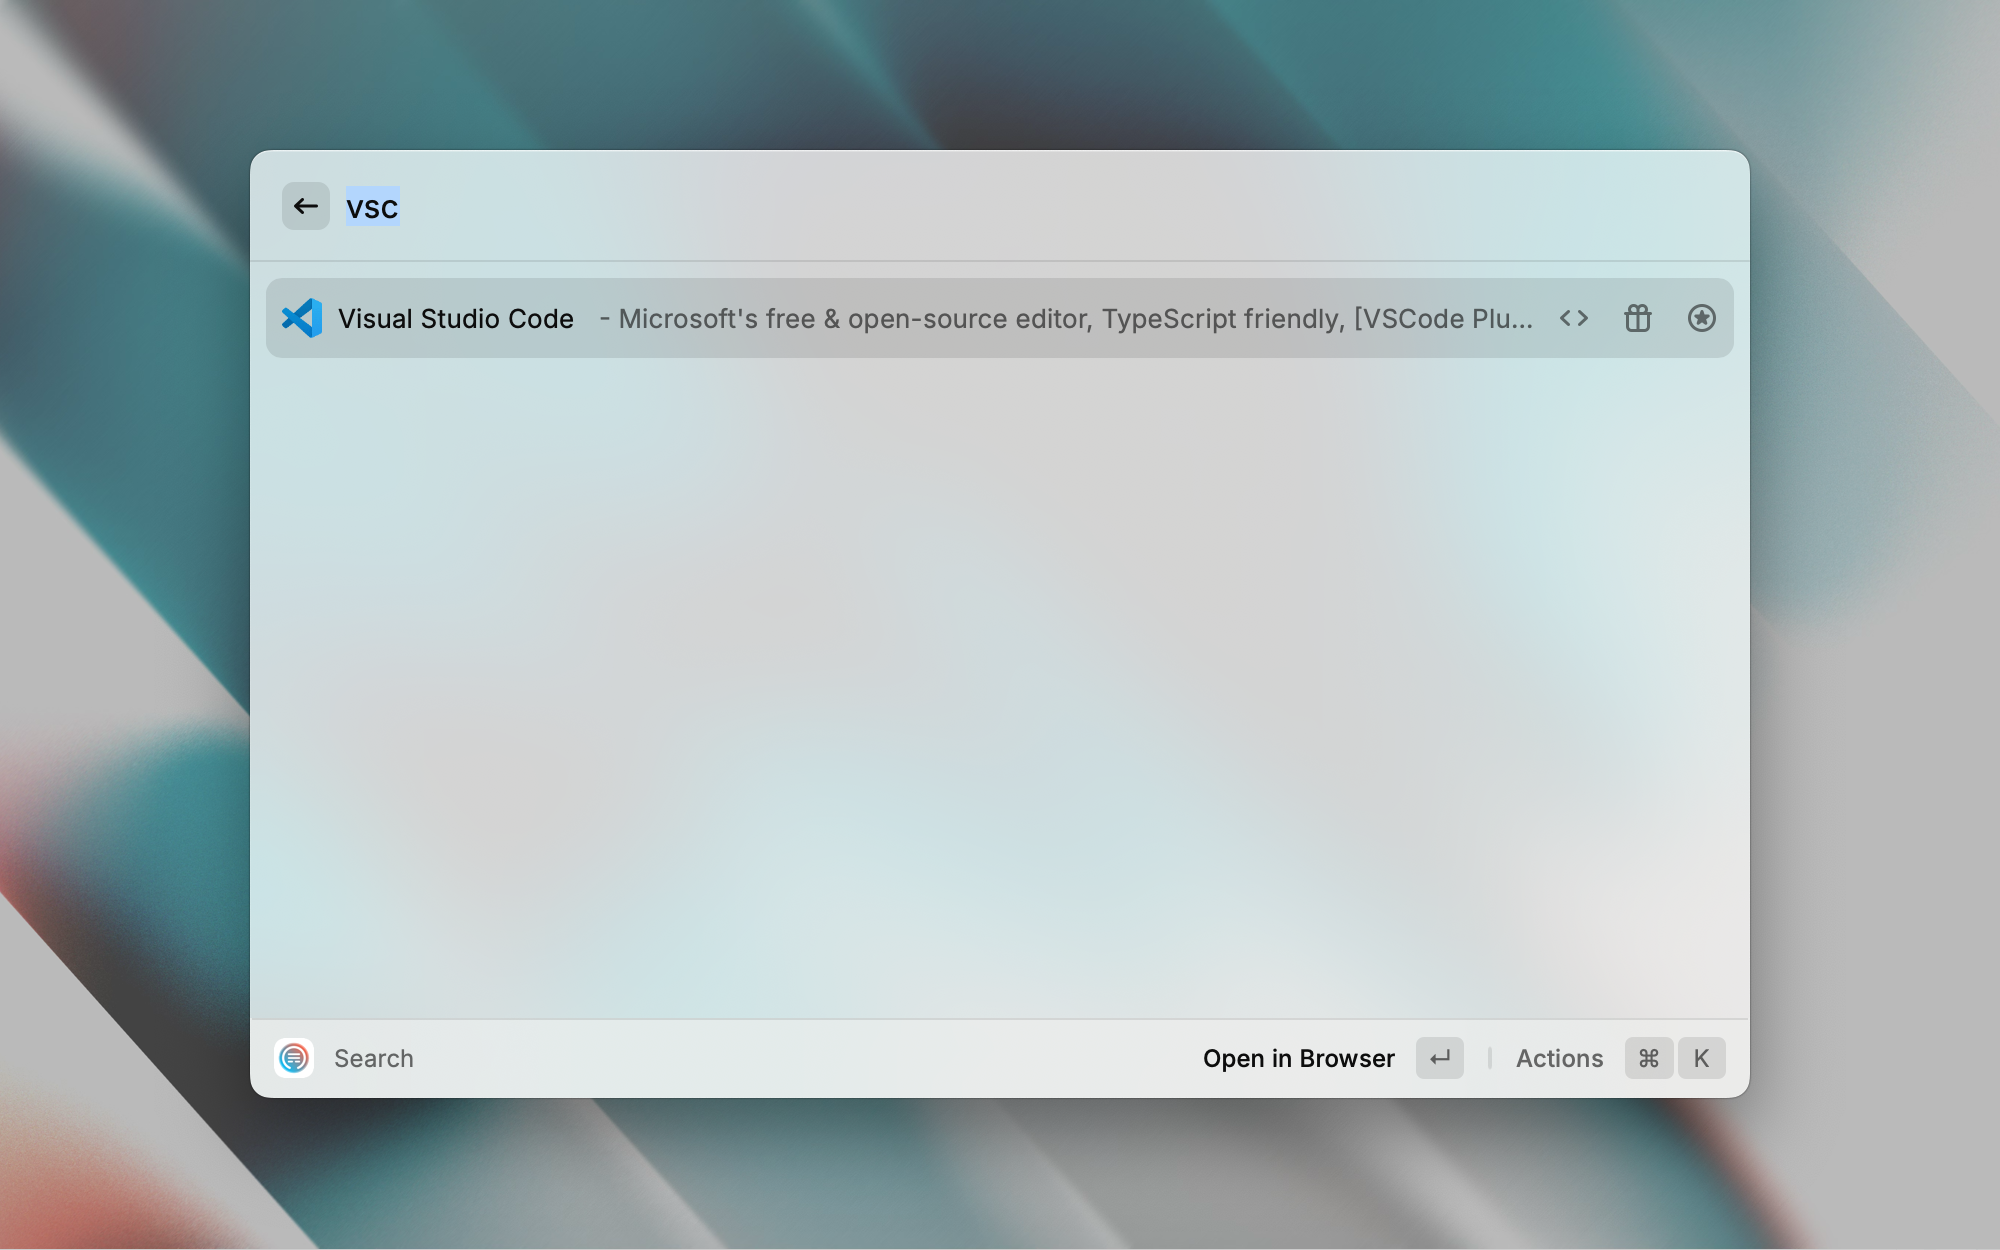 vsc
Visual Studio Code - Microsoft's free & open-source editor, TypeScript friendly, [VSCode Plu...
Search
Open in Browser ↵ Actions ⌘ K